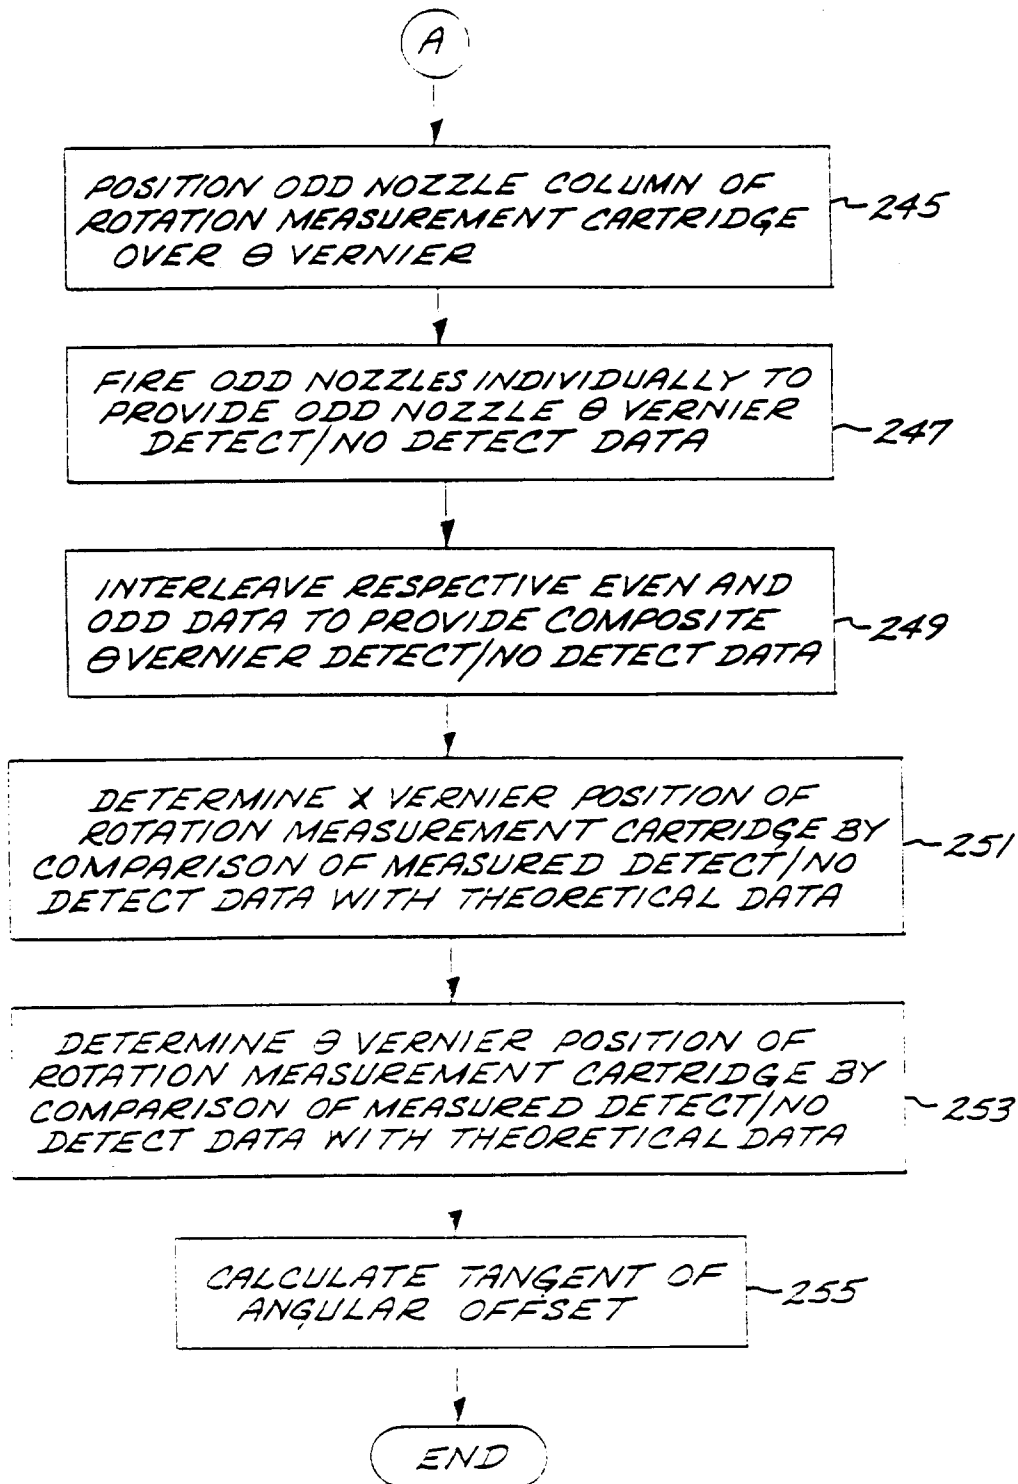 A
POSITION ODD NOZZLE COLUMN OF
ROTATION MEASUREMENT CARTRIDGE
OVER θ VERNIER
245
FIRE ODD NOZZLES INDIVIDUALLY TO
PROVIDE ODD NOZZLE θ VERNIER
DETECT/NO DETECT DATA
247
INTERLEAVE RESPECTIVE EVEN AND
ODD DATA TO PROVIDE COMPOSITE
θ VERNIER DETECT/NO DETECT DATA
249
DETERMINE X VERNIER POSITION OF
ROTATION MEASUREMENT CARTRIDGE BY
COMPARISON OF MEASURED DETECT/NO
DETECT DATA WITH THEORETICAL DATA
251
DETERMINE θ VERNIER POSITION OF
ROTATION MEASUREMENT CARTRIDGE BY
COMPARISON OF MEASURED DETECT/NO
DETECT DATA WITH THEORETICAL DATA
253
CALCULATE TANGENT OF
ANGULAR OFFSET
255
END